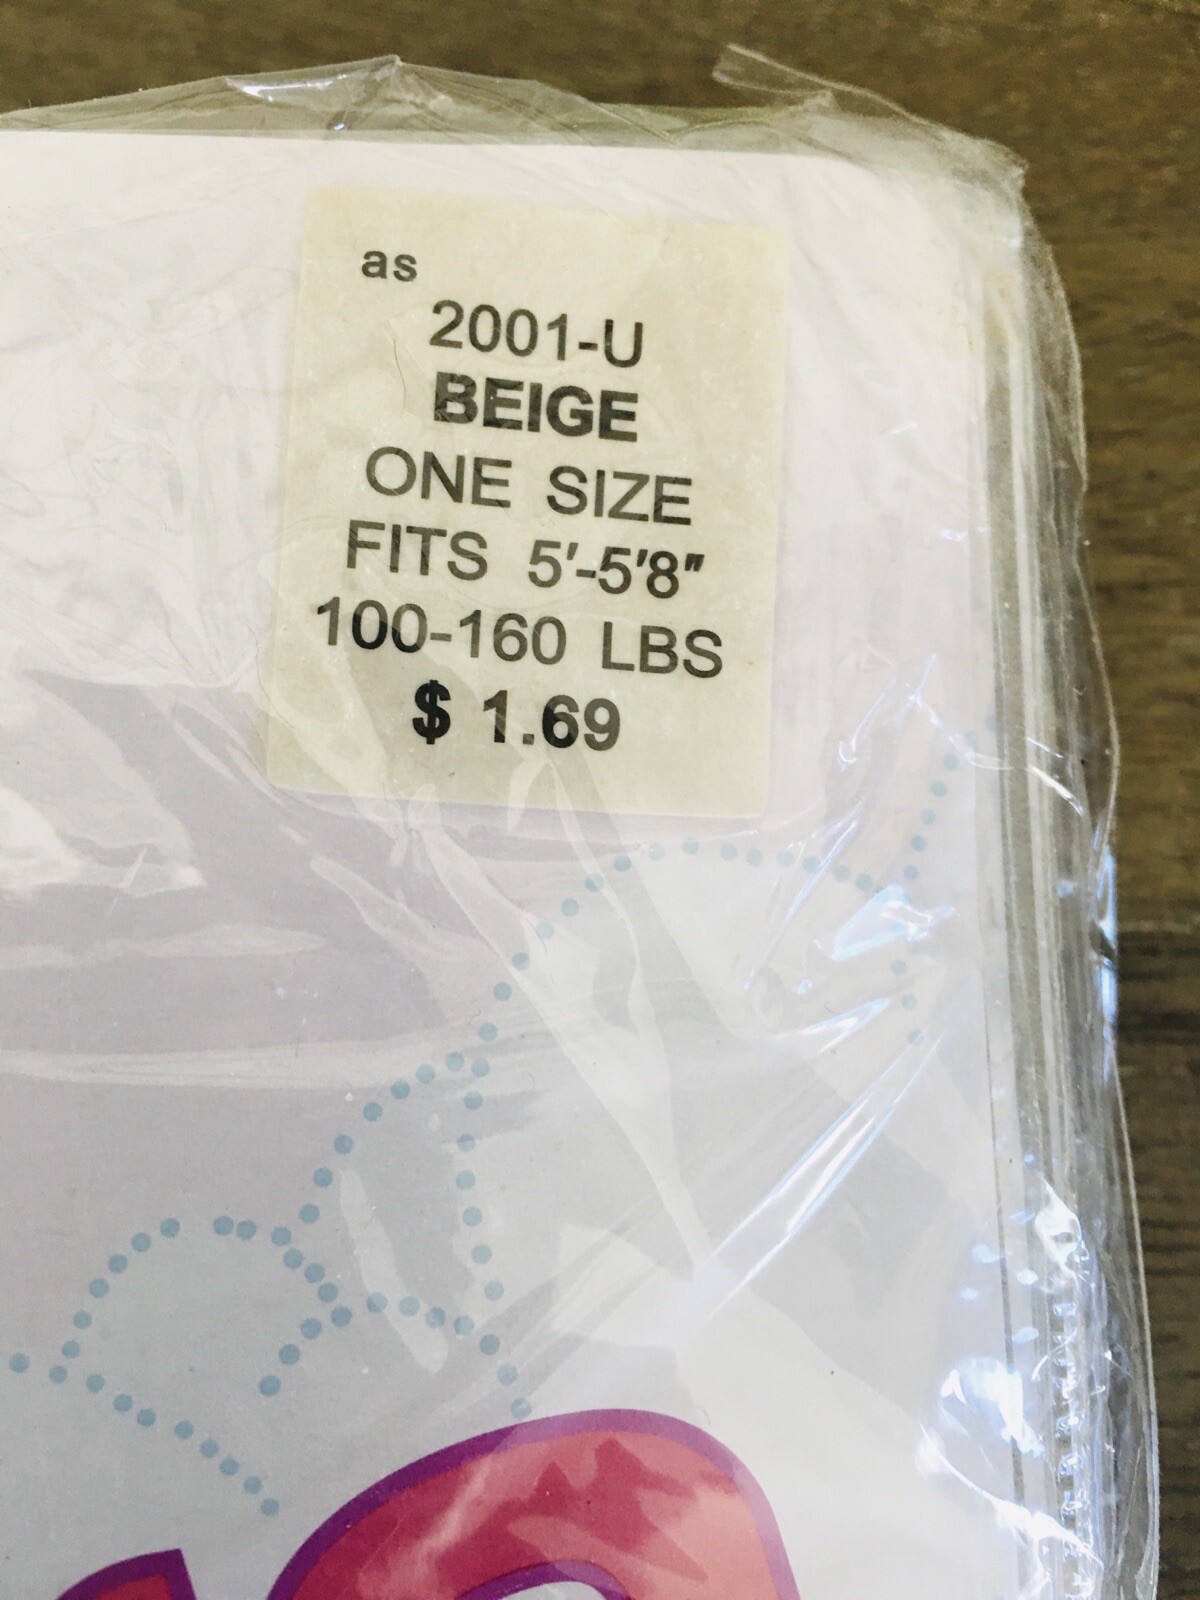 as
2001-U
BEIGE
ONE SIZE
FITS 5'-5'8"
100-160 LBS
$ 1.69